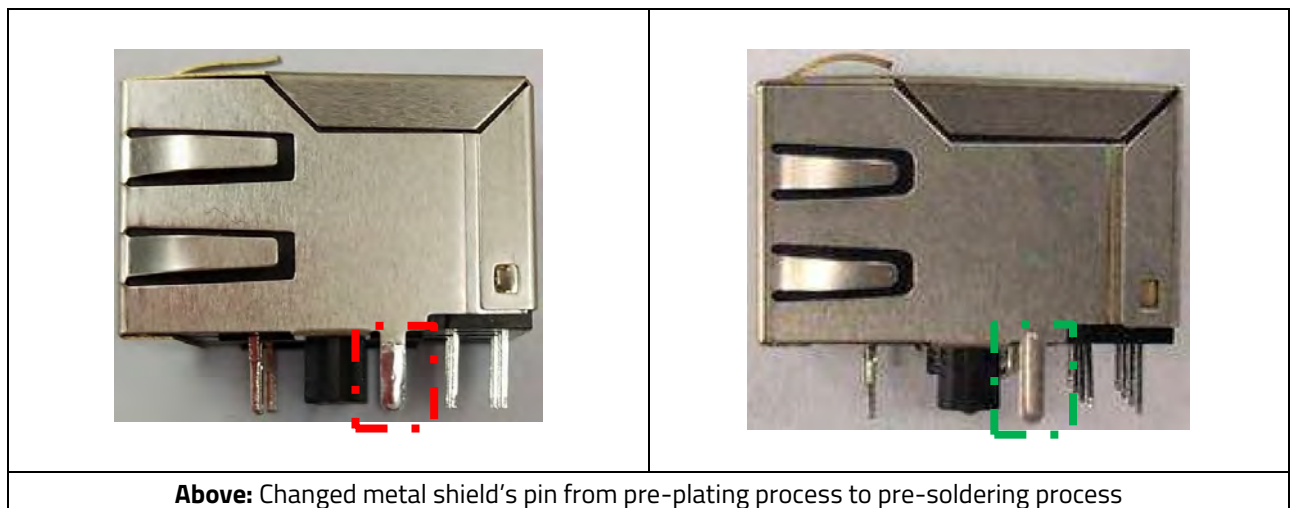 Above: Changed metal shield's pin from pre-plating process to pre-soldering process